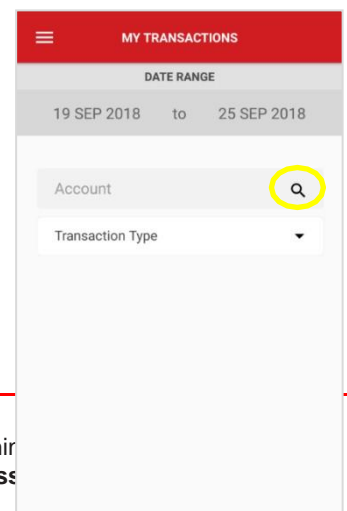 MY TRANSACTIONS
DATE RANGE
19 SEP 2018 to 25 SEP 2018
Account
Transaction Type